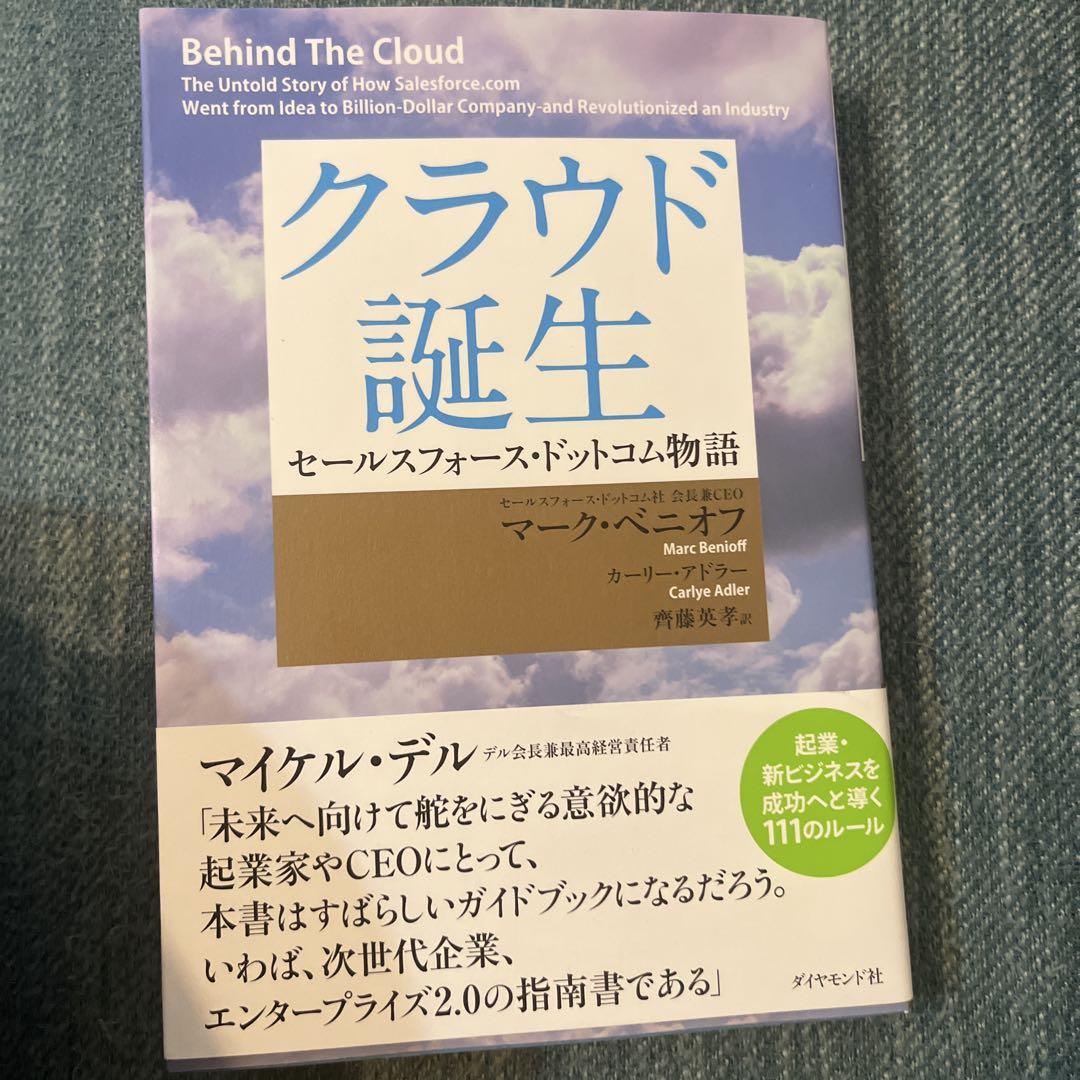 Behind The Cloud
The Untold Story of How Salesforce.com
Went from Idea to Billion-Dollar Company-and Revolutionized an Industry
クラウド
誕生
セールスフォース・ドットコム物語
セールスフォース・ドットコム社 会長兼CEO
マーク・ベニオフ
Marc Benioff
カーリー・アドラー
Carlye Adler
齊藤英孝 訳
マイケル・デル デル会長兼最高経営責任者
「未来へ向けて舵をにぎる意欲的な
起業家やCEOにとって、
本書はすばらしいガイドブックになるだろう。
いわば、次世代企業、
エンタープライズ2.0の指南書である」
起業・
新ビジネスを
成功へと導く
111のルール
ダイヤモンド社